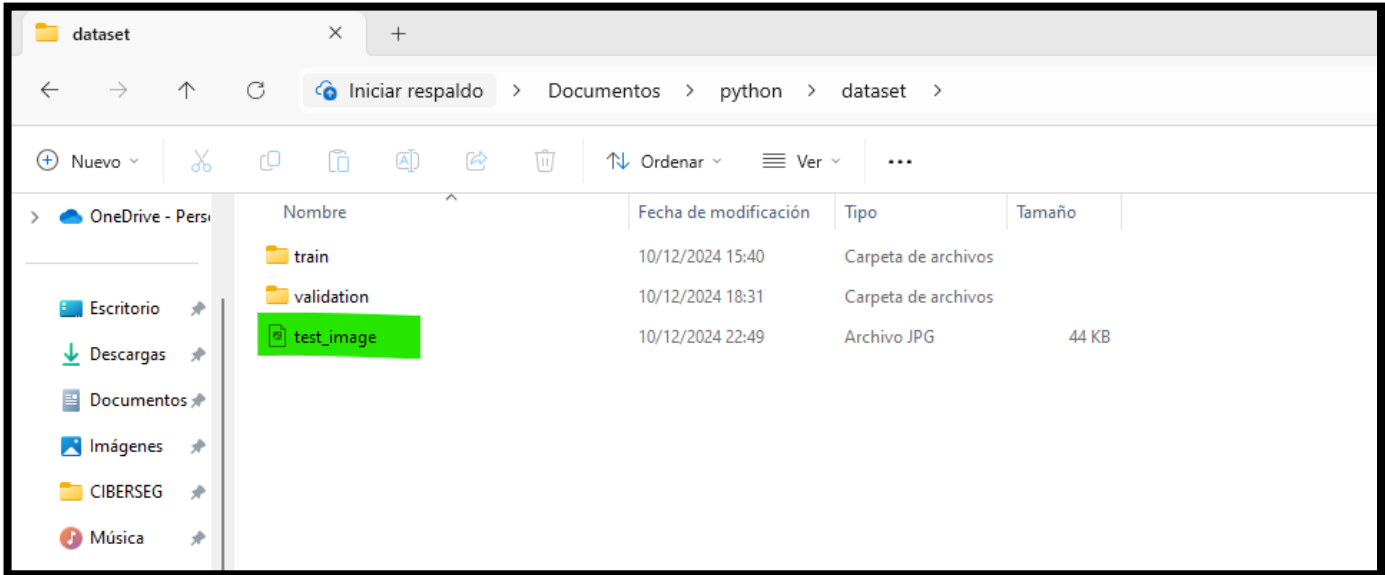 dataset
Iniciar respaldo > Documentos > python > dataset >
Nuevo Ordenar Ver ...
OneDrive - Pers
Nombre Fecha de modificación Tipo Tamaño
train 10/12/2024 15:40 Carpeta de archivos
validation 10/12/2024 18:31 Carpeta de archivos
test_image 10/12/2024 22:49 Archivo JPG 44 KB
Escritorio
Descargas
Documentos
Imágenes
CIBERSEG
Música